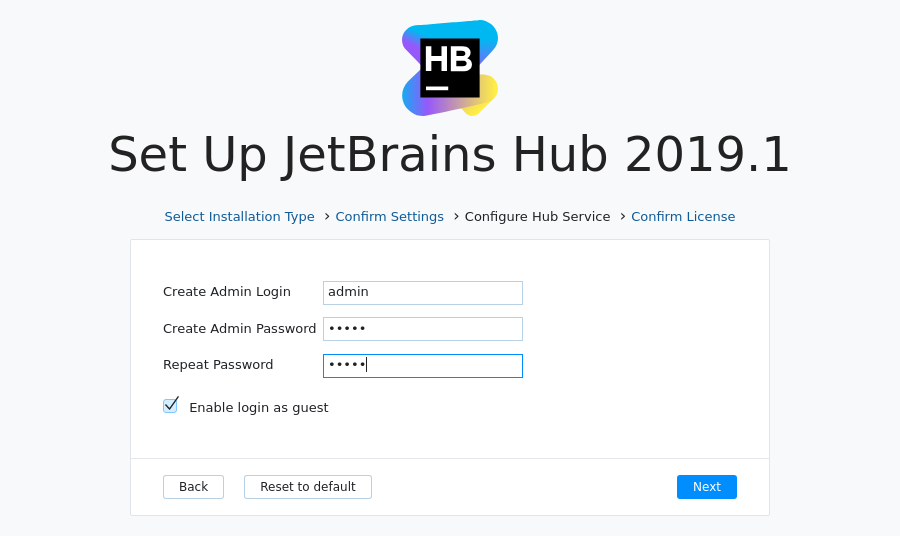 HB
Set Up JetBrains Hub 2019.1
Select Installation Type › Confirm Settings › Configure Hub Service › Confirm License
Create Admin Login admin
Create Admin Password •••••
Repeat Password •••••
Enable login as guest
Back Reset to default Next